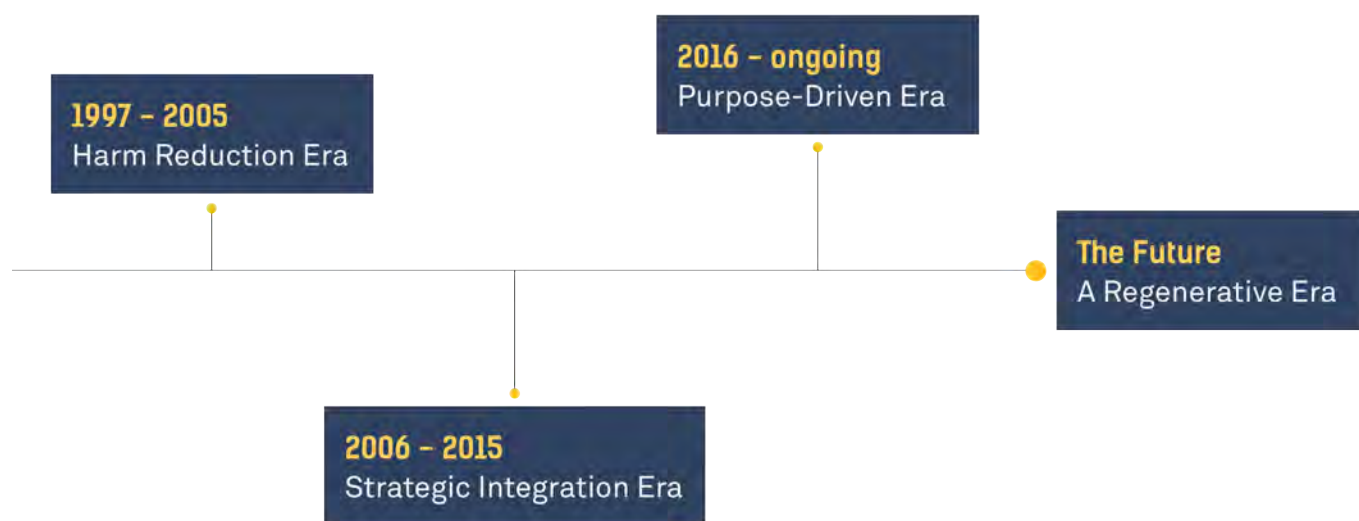 1997 – 2005
Harm Reduction Era
2006 – 2015
Strategic Integration Era
2016 – ongoing
Purpose-Driven Era
The Future
A Regenerative Era